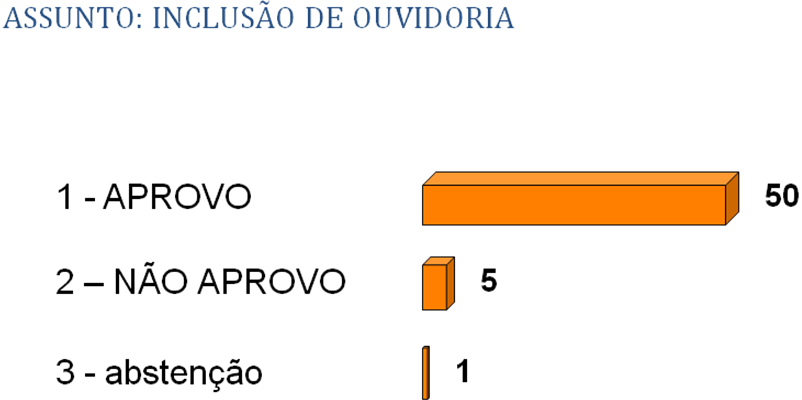 ASSUNTO: INCLUSÃO DE OUVIDORIA
1 - APROVO 50
2 – NÃO APROVO 5
3 - abstenção 1